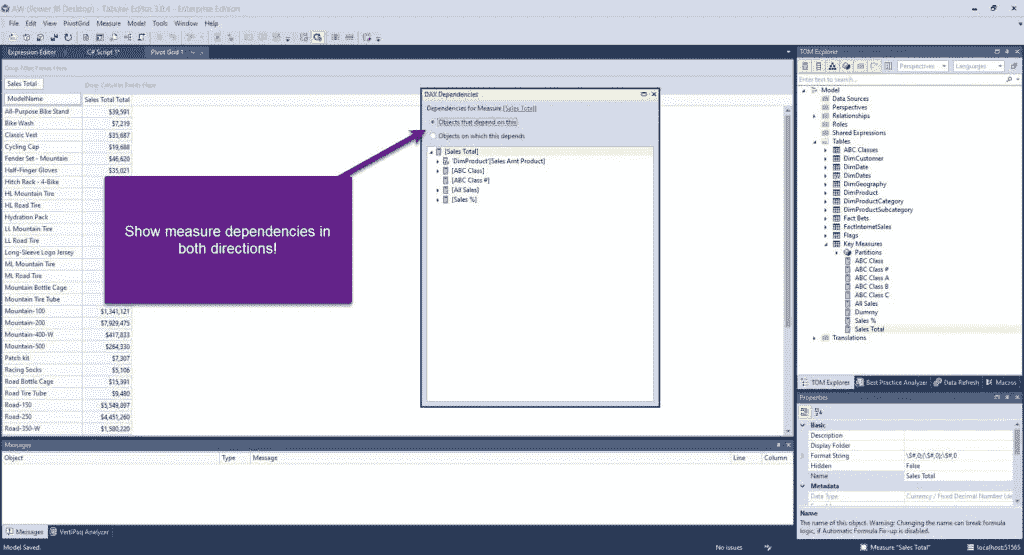 AW (Slower fill Desktop) - Tabular Editor 3.0.4 - Enterprise Edition
File Edit View PivotGrid Measure Model Tools Window Help
Expression Editor C# Script 1* Pivot Grid 1
Drop Filter Fields Here
Sales Total Drop Column Fields Here
ModelName Sales Total Total
All-Purpose Bike Stand $39,591
Bike Wash $7,219
Classic Vest $35,687
Cycling Cap $19,688
Fender Set - Mountain $46,620
Half-Finger Gloves $35,021
Hitch Rack - 4-Bike
HL Mountain Tire
HL Road Tire
Hydration Pack
LL Mountain Tire
LL Road Tire
Long-Sleeve Logo Jersey
ML Mountain Tire
ML Road Tire
Mountain Bottle Cage
Mountain Tire Tube
Mountain-100 $1,341,121
Mountain-200 $7,929,475
Mountain-400-W $417,833
Mountain-500 $264,330
Patch kit $7,307
Racing Socks $5,106
Road Bottle Cage $15,391
Road Tire Tube $9,480
Road-150 $5,549,897
Road-250 $4,451,260
Road-350-W $1,580,220
Show measure dependencies in
both directions!
DAX Dependencies
Dependencies for Measure [Sales Total]
Objects that depend on this
Objects on which this depends
[Sales Total]
'DimProduct'[Sales Amt Product]
[ABC Class]
[ABC Class #]
[All Sales]
[Sales %]
TOM Explorer
Perspectives Languages
Enter text to search...
Model
Data Sources
Perspectives
Relationships
Roles
Shared Expressions
Tables
ABC Classes
DimCustomer
DimDate
DimDates
DimGeography
DimProduct
DimProductCategory
DimProductSubcategory
Fact Bets
FactInternetSales
Flags
Key Measures
Partitions
ABC Class
ABC Class #
ABC Class A
ABC Class B
ABC Class C
All Sales
Dummy
Sales %
Sales Total
Translations
TOM Explorer Best Practice Analyzer Data Refresh Macros
Properties
Basic
Description
Display Folder
Format String \$#,0;(\$#,0);\$#,0
Hidden False
Name Sales Total
Metadata
Data Type Currency / Fixed Decimal Number (de
Name
The name of this object. Warning: Changing the name can break formula
logic, if Automatic Formula Fix-up is disabled.
Messages
Object Type Message Line Column
Messages VertiPaq Analyzer
Model Saved. No issues Measure "Sales Total" localhost:51565